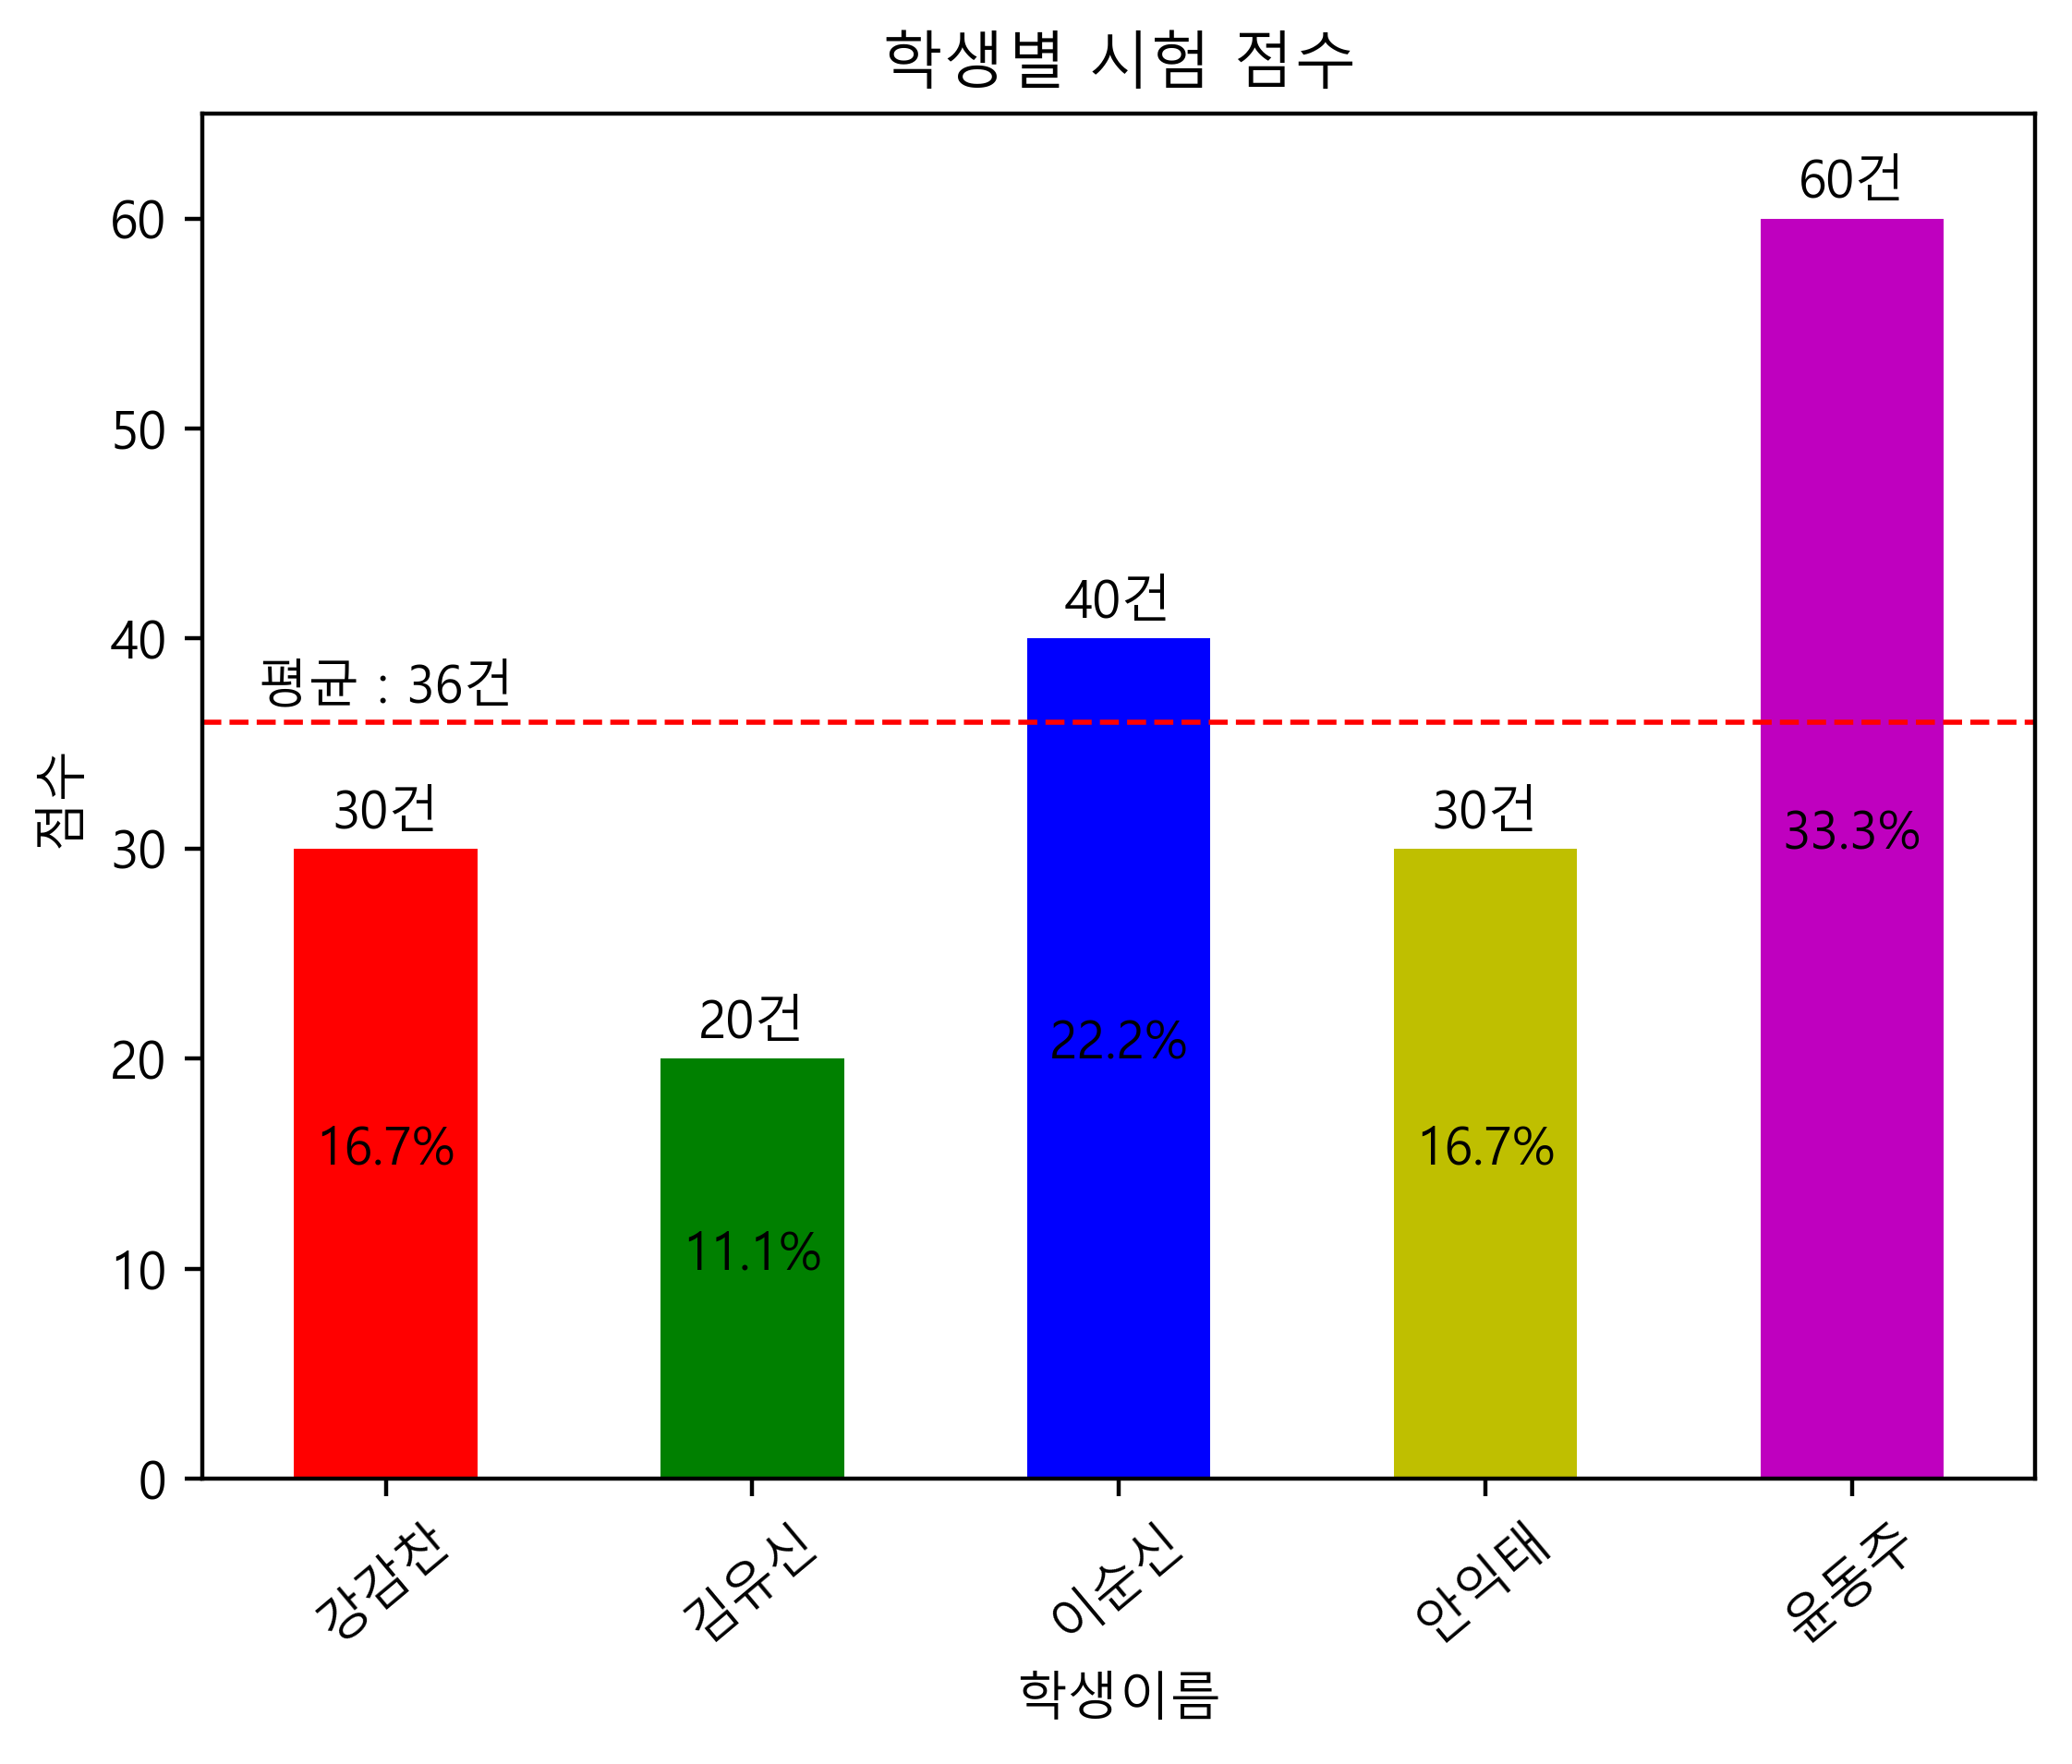 학생별 시험 점수
60건
60
50
40건
40
평균 : 36건
점수
30건
30건
33.3%
30
20건
22.2%
20
16.7%
16.7%
11.1%
10
0
강감찬
김유신
이순신
안익태
윤동주
학생이름